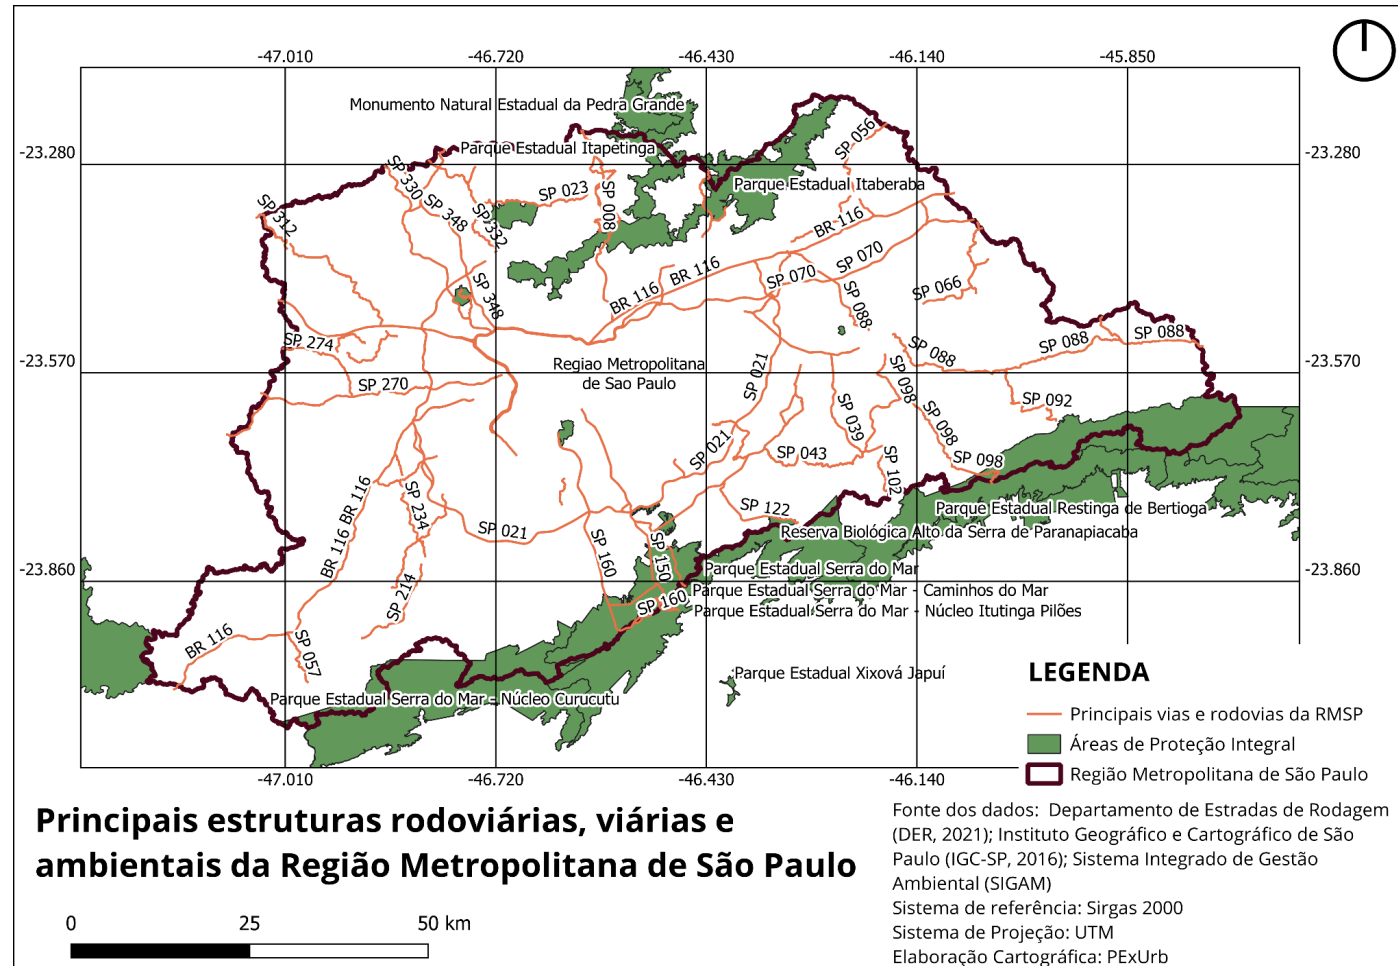 -47.010
-46.720
-46.430
-46.140
-45.850
Monumento Natural Estadual da Pedra Grande
SP 056
-23.280
Parque Estadual Itapetinga
-23.280
SP 330
SP 023
SP 008
Parque Estadual Itaberaba
SP 312
SP 348
SP 332
BR 116
BR 116
SP 070
SP 070
SP 066
BR 116
SP 348
SP 088
SP 274
SP 088
SP 088
SP 088
-23.570
Regiao Metropolitana
de Sao Paulo
SP 021
-23.570
SP 270
SP 098
SP 092
SP 039
SP 098
SP 021
SP 043
SP 098
SP 102
BR 116
BR 116
SP 234
SP 021
SP 122
Parque Estadual Restinga de Bertioga
Reserva Biológica Alto da Serra de Paranapiacaba
SP 160
SP 150
-23.860
Parque Estadual Serra do Mar
-23.860
SP 214
Parque Estadual Serra do Mar - Caminhos do Mar
SP 160
Parque Estadual Serra do Mar - Núcleo Itutinga Pilões
BR 116
SP 057
Parque Estadual Xixová Japuí
Parque Estadual Serra do Mar - Núcleo Curucutu
-47.010
-46.720
-46.430
-46.140
LEGENDA
Principais vias e rodovias da RMSP
Áreas de Proteção Integral
Região Metropolitana de São Paulo
Principais estruturas rodoviárias, viárias e
ambientais da Região Metropolitana de São Paulo
0 25 50 km
Fonte dos dados: Departamento de Estradas de Rodagem
(DER, 2021); Instituto Geográfico e Cartográfico de São
Paulo (IGC-SP, 2016); Sistema Integrado de Gestão
Ambiental (SIGAM)
Sistema de referência: Sirgas 2000
Sistema de Projeção: UTM
Elaboração Cartográfica: PExUrb